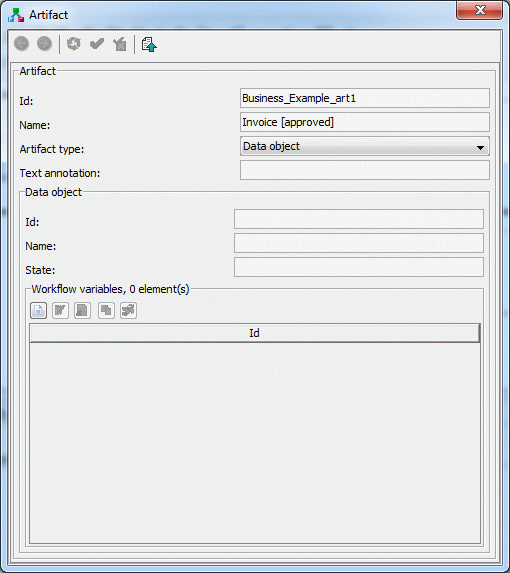 Artifact
Artifact
Id: Business_Example_art1
Name: Invoice [approved]
Artifact type: Data object
Text annotation:
Data object
Id:
Name:
State:
Workflow variables, 0 element(s)
Id